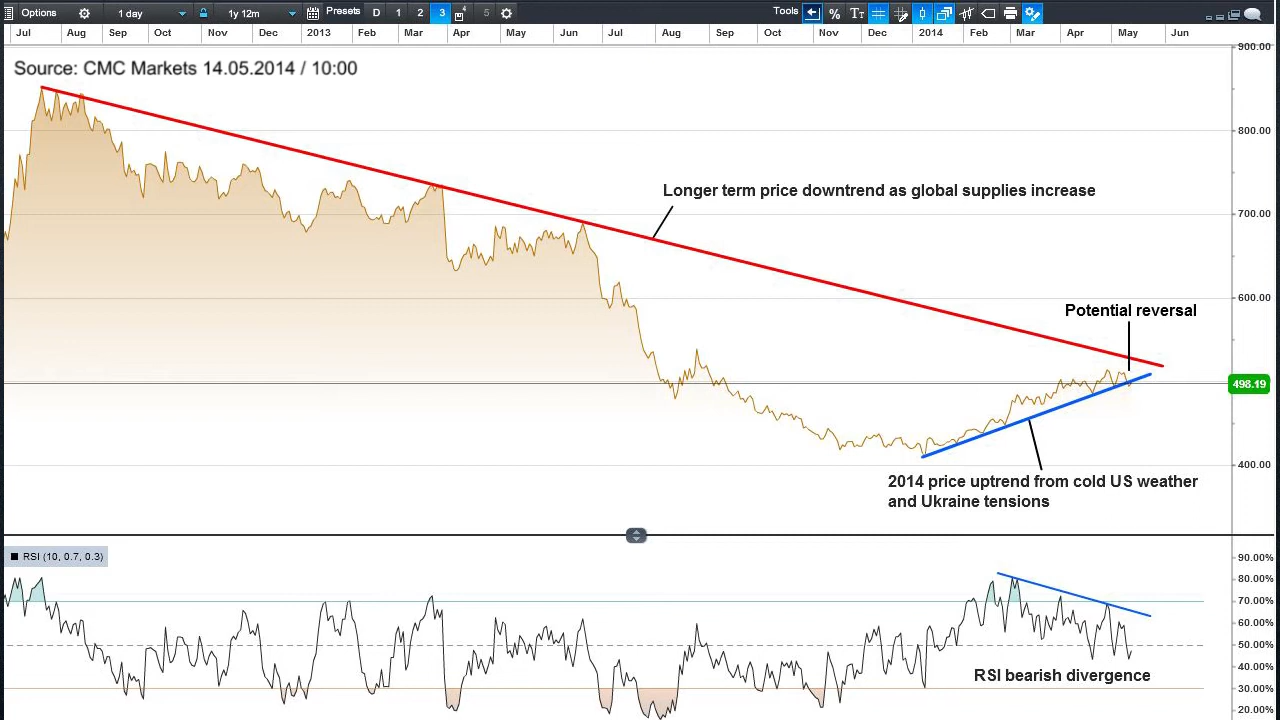 Options 1 day 1y 12m Presets D 1 2 3 4 5 Tools % TT
Jul Aug Sep Oct Nov Dec 2013 Feb Mar Apr May Jun Jul Aug Sep Oct Nov Dec 2014 Feb Mar Apr May Jun
900.00
Source: CMC Markets 14.05.2014 / 10:00
800.00
Longer term price downtrend as global supplies increase
700.00
600.00
Potential reversal
498.19
400.00
2014 price uptrend from cold US weather
and Ukraine tensions
RSI (10, 0.7, 0.3)
90.00%
80.00%
70.00%
60.00%
50.00%
40.00%
RSI bearish divergence
30.00%
20.00%